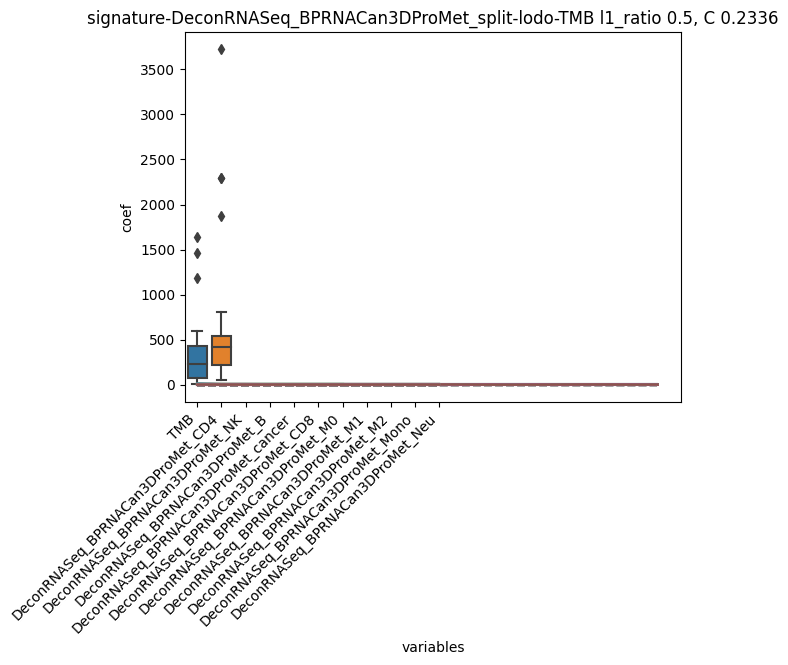 signature-DeconRNASeq_BPRNACan3DProMet_split-lodo-TMB l1_ratio 0.5, C 0.2336
3500
3000
2500
2000
1500
1000
500
0
coef
TMB
DeconRNASeq_BPRNACan3DProMet_CD4
DeconRNASeq_BPRNACan3DProMet_NK
DeconRNASeq_BPRNACan3DProMet_B
DeconRNASeq_BPRNACan3DProMet_cancer
DeconRNASeq_BPRNACan3DProMet_CD8
DeconRNASeq_BPRNACan3DProMet_M0
DeconRNASeq_BPRNACan3DProMet_M1
DeconRNASeq_BPRNACan3DProMet_M2
DeconRNASeq_BPRNACan3DProMet_Mono
DeconRNASeq_BPRNACan3DProMet_Neu
variables